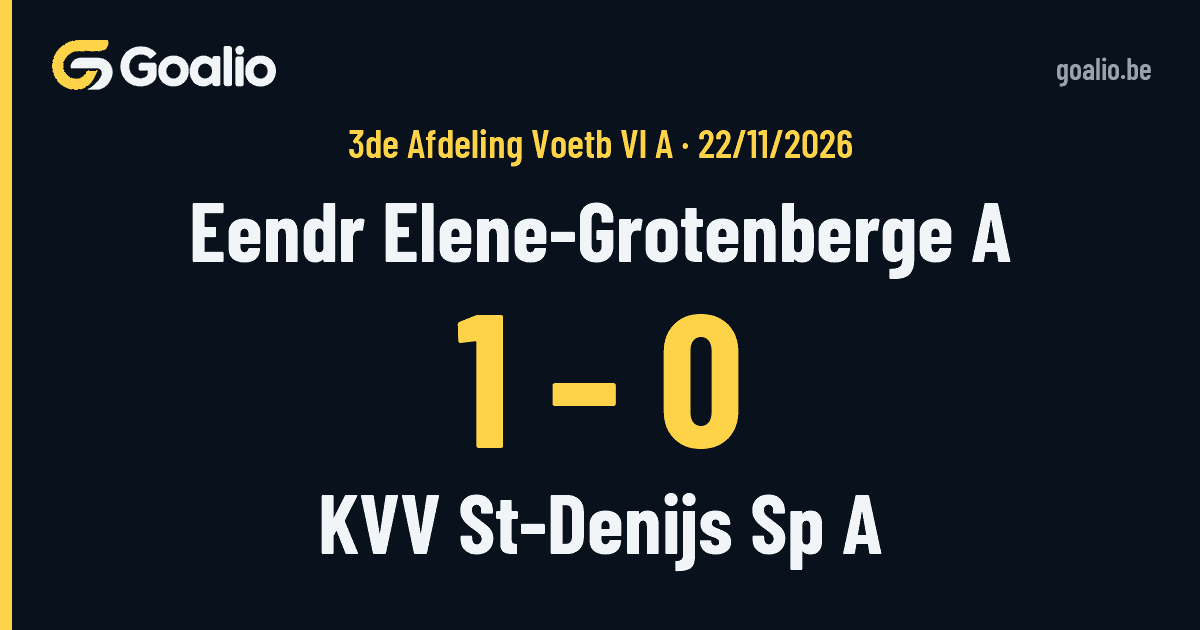 Goalio
goalio.be
3de Afdeling Voetb Vl A · 22/11/2026
Eendr Elene-Grotenberge A
1 - 0
KVV St-Denijs Sp A